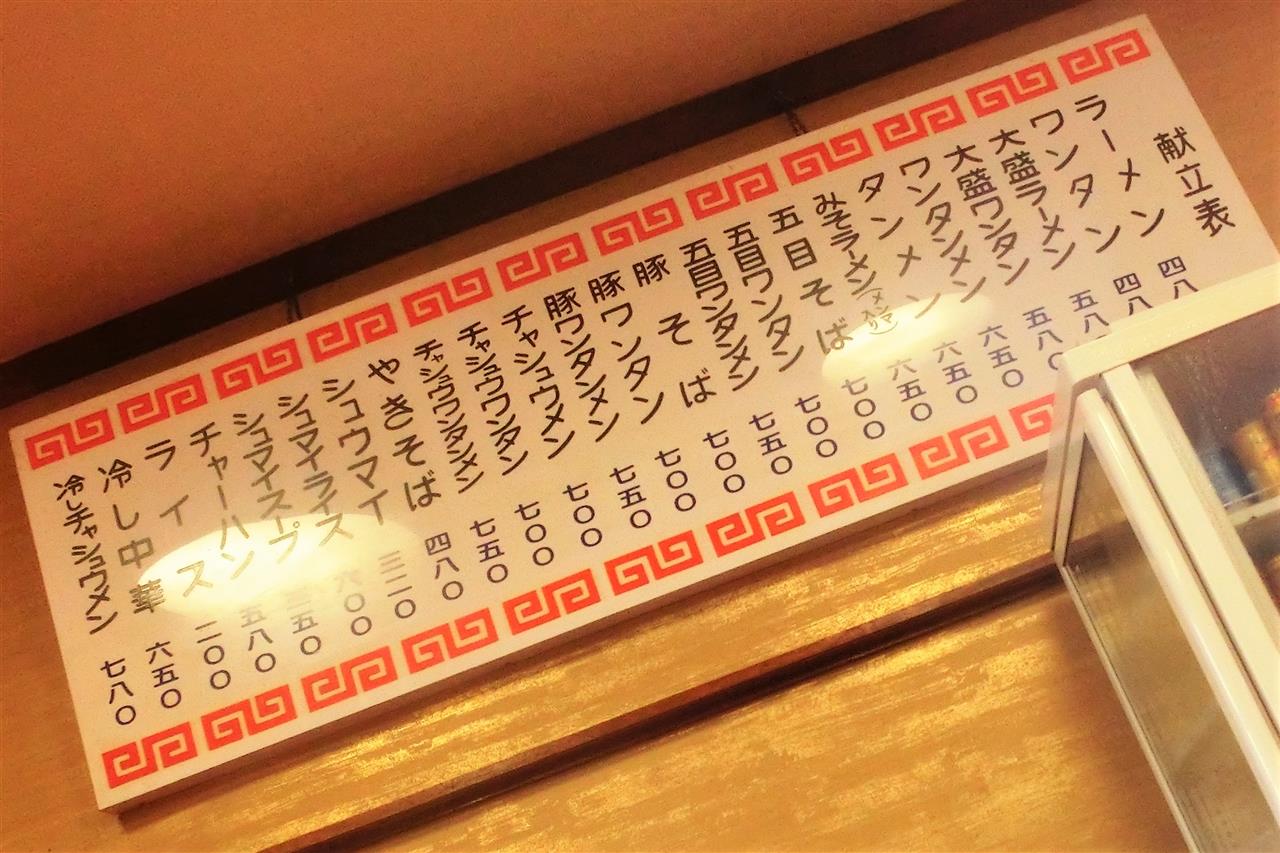 献立表
ラーメン 四八
ワンタン 四八
大盛ラーメン 五八
大盛ワンタン 五八〇
ワンタンメン 六五〇
タンメン 六五〇
みそラーメン(メンマ入り) 六五〇
五目そば 七〇〇
五目ワンタン 七〇〇
五目ワンタンメン 七五〇
豚そば 七〇〇
豚ワンタン 七〇〇
豚ワンタンメン 七五〇
チャシュウメン 七〇〇
チャシュウワンタン 七〇〇
チャシュウワンタンメン 七五〇
やきそば 四八〇
シュウマイ 三二〇
シュマイライス 六〇〇
シュマイスープ 三五〇
チャーハン 五八〇
ライス 二〇〇
冷し中華 六五〇
冷しチャシュウメン 七八〇